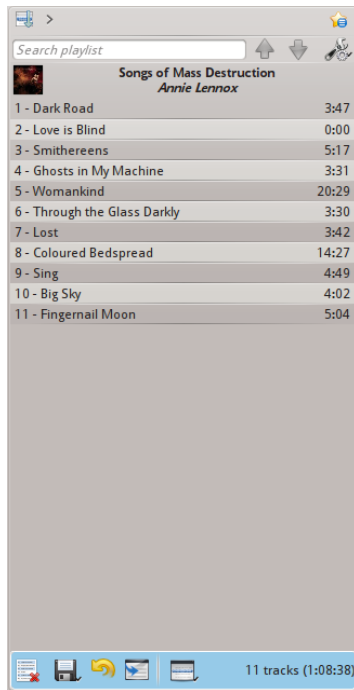 >
Search playlist
Songs of Mass Destruction
Annie Lennox
1 - Dark Road 3:47
2 - Love is Blind 0:00
3 - Smithereens 5:17
4 - Ghosts in My Machine 3:31
5 - Womankind 20:29
6 - Through the Glass Darkly 3:30
7 - Lost 3:42
8 - Coloured Bedspread 14:27
9 - Sing 4:49
10 - Big Sky 4:02
11 - Fingernail Moon 5:04
11 tracks (1:08:38)